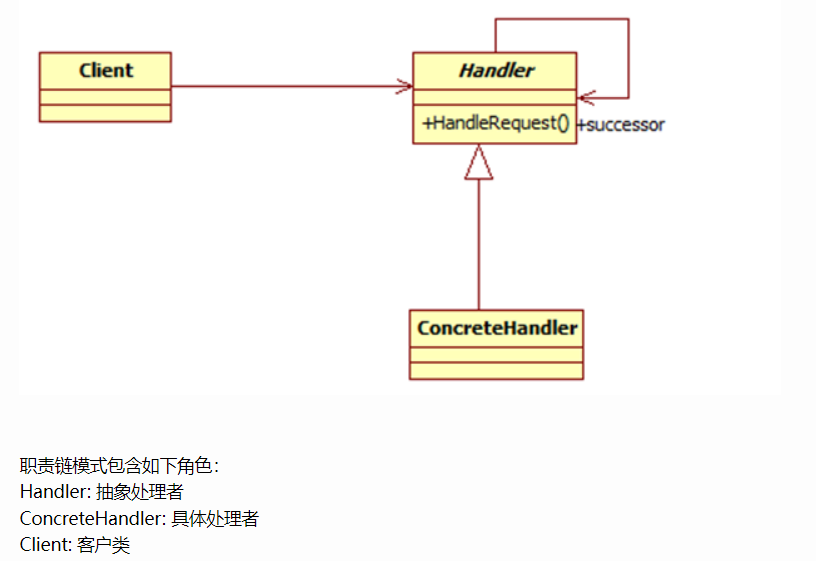 Client
Handler
+HandleRequest()
+successor
ConcreteHandler
职责链模式包含如下角色：
Handler: 抽象处理者
ConcreteHandler: 具体处理者
Client: 客户类